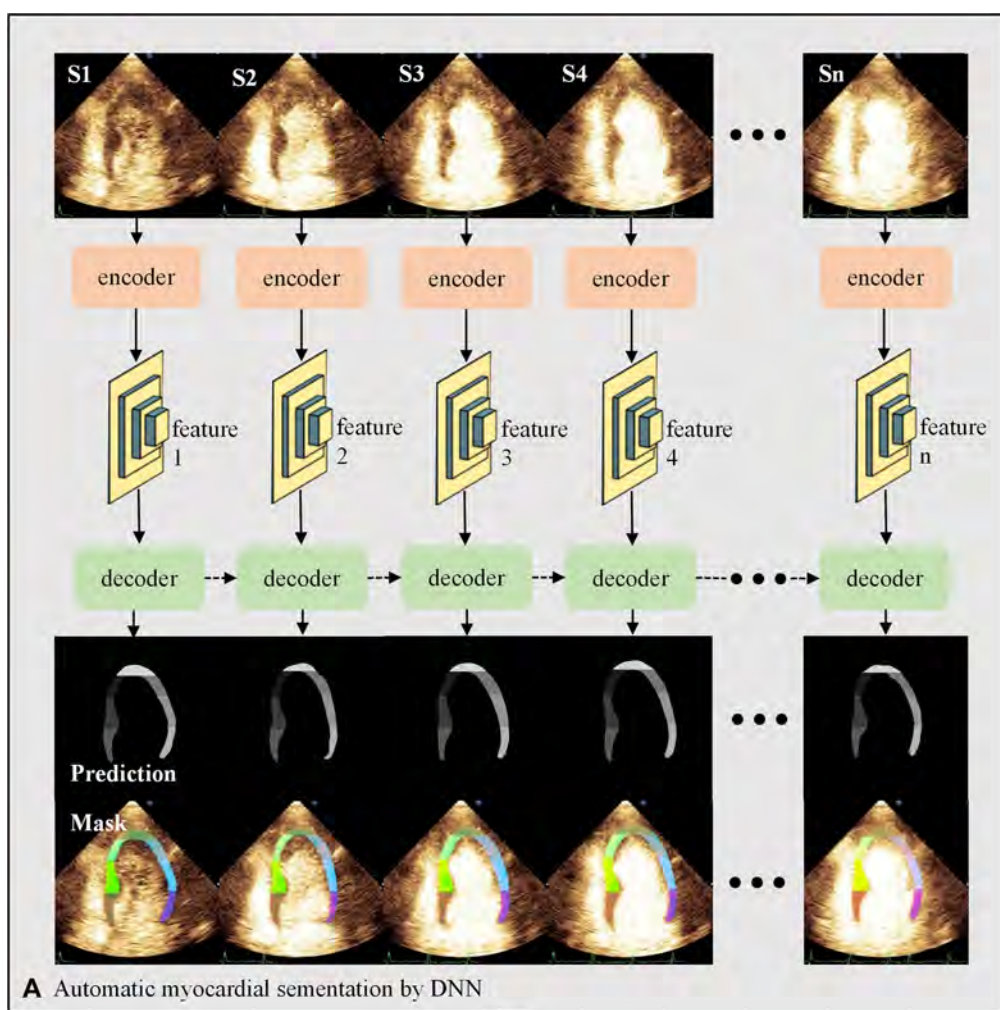 S1 S2 S3 S4 Sn
encoder encoder encoder encoder encoder
feature feature feature feature feature
1 2 3 4 n
decoder decoder decoder decoder decoder
Prediction
Mask
A Automatic myocardial sementation by DNN